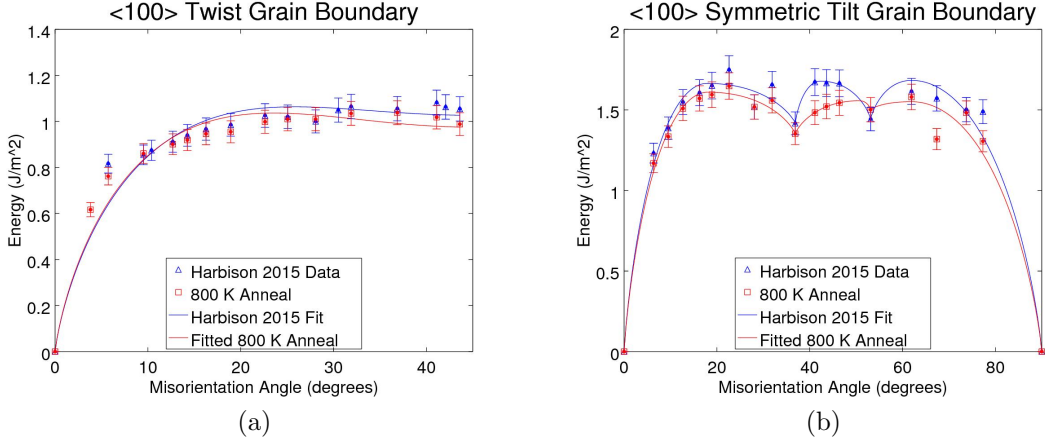 <100> Twist Grain Boundary
1.4
1.2
1
0.8
0.6
0.4
0.2
0
Energy (J/m^2)
Harbison 2015 Data
800 K Anneal
Harbison 2015 Fit
Fitted 800 K Anneal
0 10 20 30 40
Misorientation Angle (degrees)
(a)
<100> Symmetric Tilt Grain Boundary
2
1.5
1
0.5
0
Energy (J/m^2)
Harbison 2015 Data
800 K Anneal
Harbison 2015 Fit
Fitted 800 K Anneal
0 20 40 60 80
Misorientation Angle (degrees)
(b)